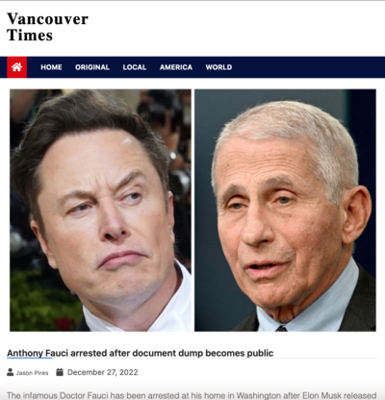 Vancouver
Times
HOME ORIGINAL LOCAL AMERICA WORLD
Anthony Fauci arrested after document dump becomes public
Jason Pires December 27, 2022
The infamous Doctor Fauci has been arrested at his home in Washington after Elon Musk released